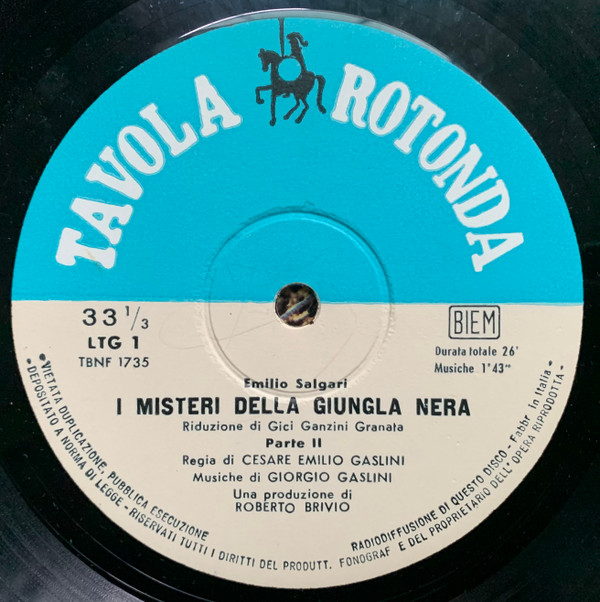 TAVOLA ROTONDA
33 1/3
LTG 1
TBNF 1735
BIEM
Durata totale 26'
Musiche 1'43"
Emilio Salgari
I MISTERI DELLA GIUNGLA NERA
Riduzione di Gici Ganzini Granata
Parte II
Regia di CESARE EMILIO GASLINI
Musiche di GIORGIO GASLINI
Una produzione di
ROBERTO BRIVIO
• VIETATA DUPLICAZIONE, PUBBLICA ESECUZIONE RADIODIFFUSIONE DI QUESTO DISCO - Fabbr. in Italia •
• DEPOSITATO A NORMA DI LEGGE - RISERVATI TUTTI I DIRITTI DEL PRODUTT. FONOGRAF E DEL PROPRIETARIO DELL'OPERA RIPRODOTTA •